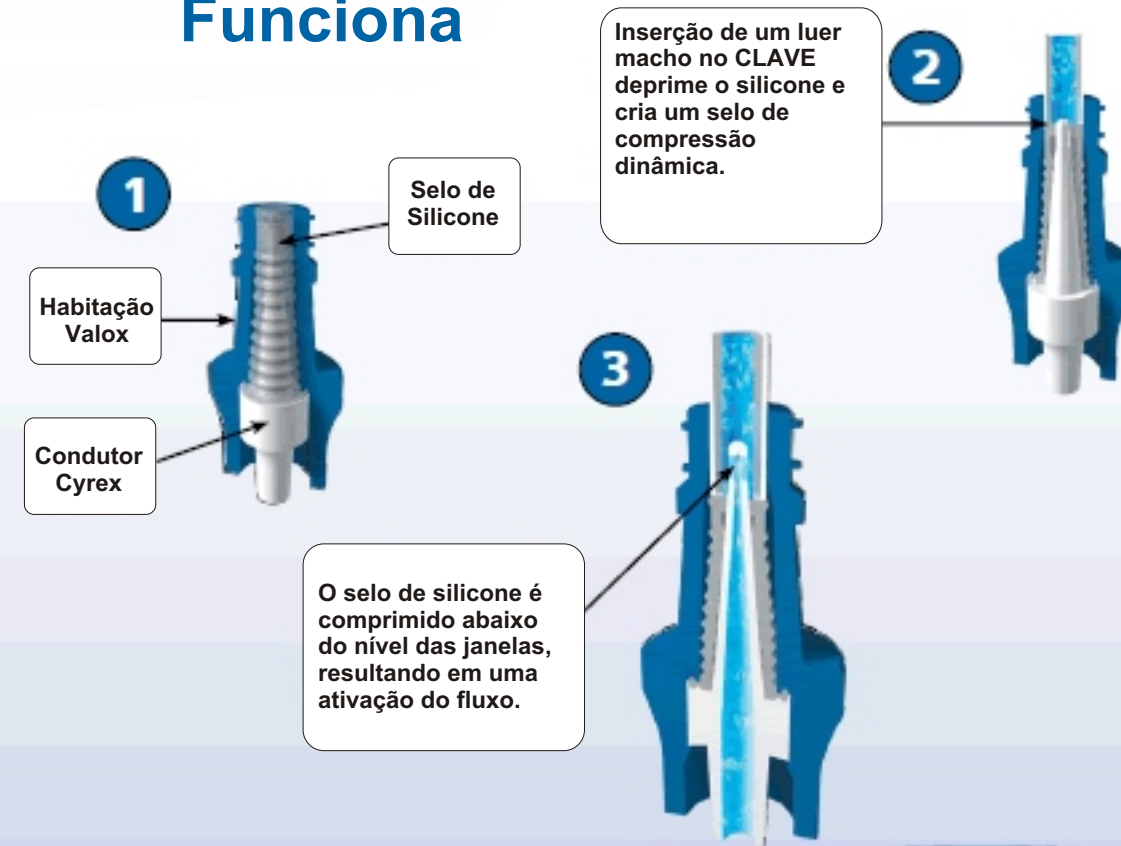 Funciona
1
Selo de
Silicone
Habitação
Valox
Condutor
Cyrex
2
Inserção de um luer
macho no CLAVE
deprime o silicone e
cria um selo de
compressão
dinâmica.
3
O selo de silicone é
comprimido abaixo
do nível das janelas,
resultando em uma
ativação do fluxo.